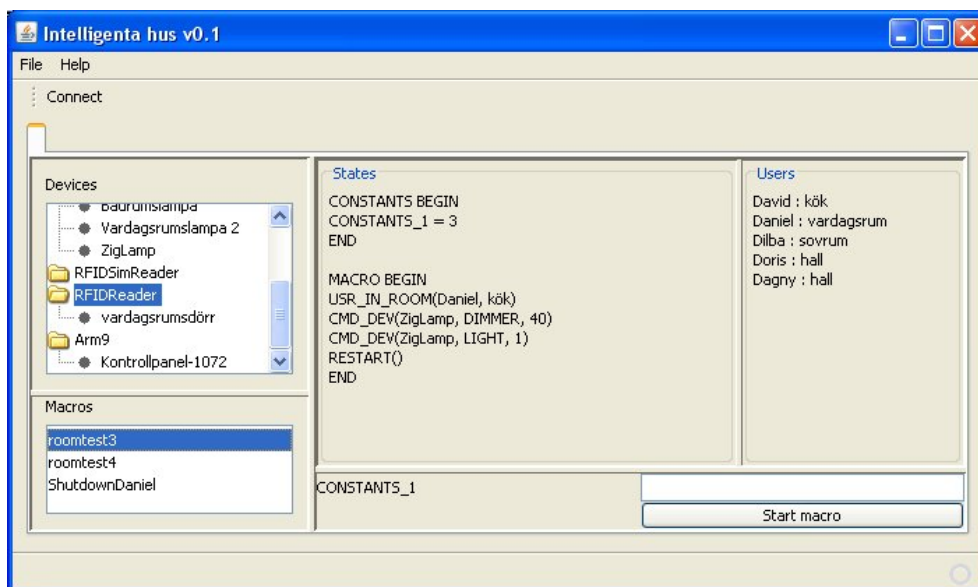 Intelligenta hus v0.1
File Help
Connect
Devices
Badrumslampa
Vardagsrumslampa 2
ZigLamp
RFIDSimReader
RFIDReader
vardagsrumsdörr
Arm9
Kontrollpanel-1072
Macros
roomtest3
roomtest4
ShutdownDaniel
States
CONSTANTS BEGIN
CONSTANTS_1 = 3
END
MACRO BEGIN
USR_IN_ROOM(Daniel, kök)
CMD_DEV(ZigLamp, DIMMER, 40)
CMD_DEV(ZigLamp, LIGHT, 1)
RESTART()
END
Users
David : kök
Daniel : vardagsrum
Dilba : sovrum
Doris : hall
Dagny : hall
CONSTANTS_1
Start macro